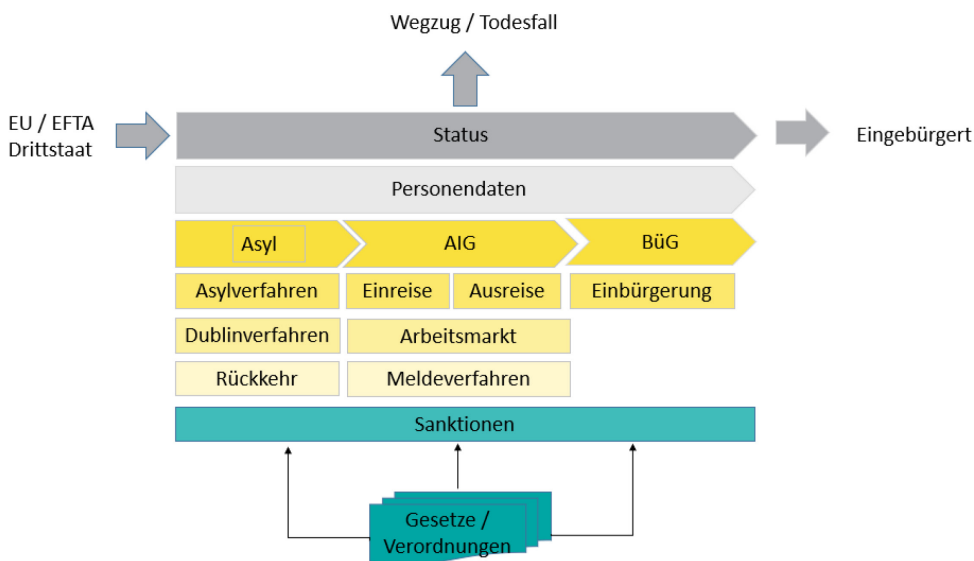 Wegzug / Todesfall
EU / EFTA
Drittstaat
Status
Eingebürgert
Personendaten
Asyl
AIG
BüG
Asylverfahren
Einreise
Ausreise
Einbürgerung
Dublinverfahren
Arbeitsmarkt
Rückkehr
Meldeverfahren
Sanktionen
Gesetze /
Verordnungen